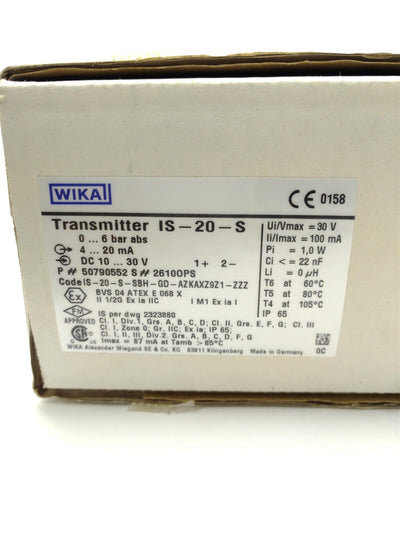 WIKA
CE 0158
Transmitter IS-20-S
0 ... 6 bar abs
4 ... 20 mA
DC 10 ... 30 V 1+ 2-
P# 50790552 S# 26100PS
Code IS-20-S-SBH-GD-AZKAXZ9Z1-ZZZ
Ui/Vmax = 30 V
Ii/Imax = 100 mA
Pi = 1,0 W
Ci < 22 nF
Li = 0 µH
T6 at 60°C
T5 at 80°C
T4 at 105°C
IP 65
Ex BVS 04 ATEX E 068 X
II 1/2G Ex ia IIC I M1 Ex ia I
FM APPROVED
IS per dwg 2323880
Cl. I, Div.1, Grs. A, B, C, D; Cl. II, Grs. E, F, G; Cl. III
Cl. I, Zone 0; Gr. IIC; Ex ia; IP 65;
Cl. I, II, III, Div.2, Grs. A, B, C, D, F, G
Imax = 87 mA at Tamb > 85°C
WIKA Alexander Wiegand SE & Co. KG 63911 Klingenberg Made in Germany 0C